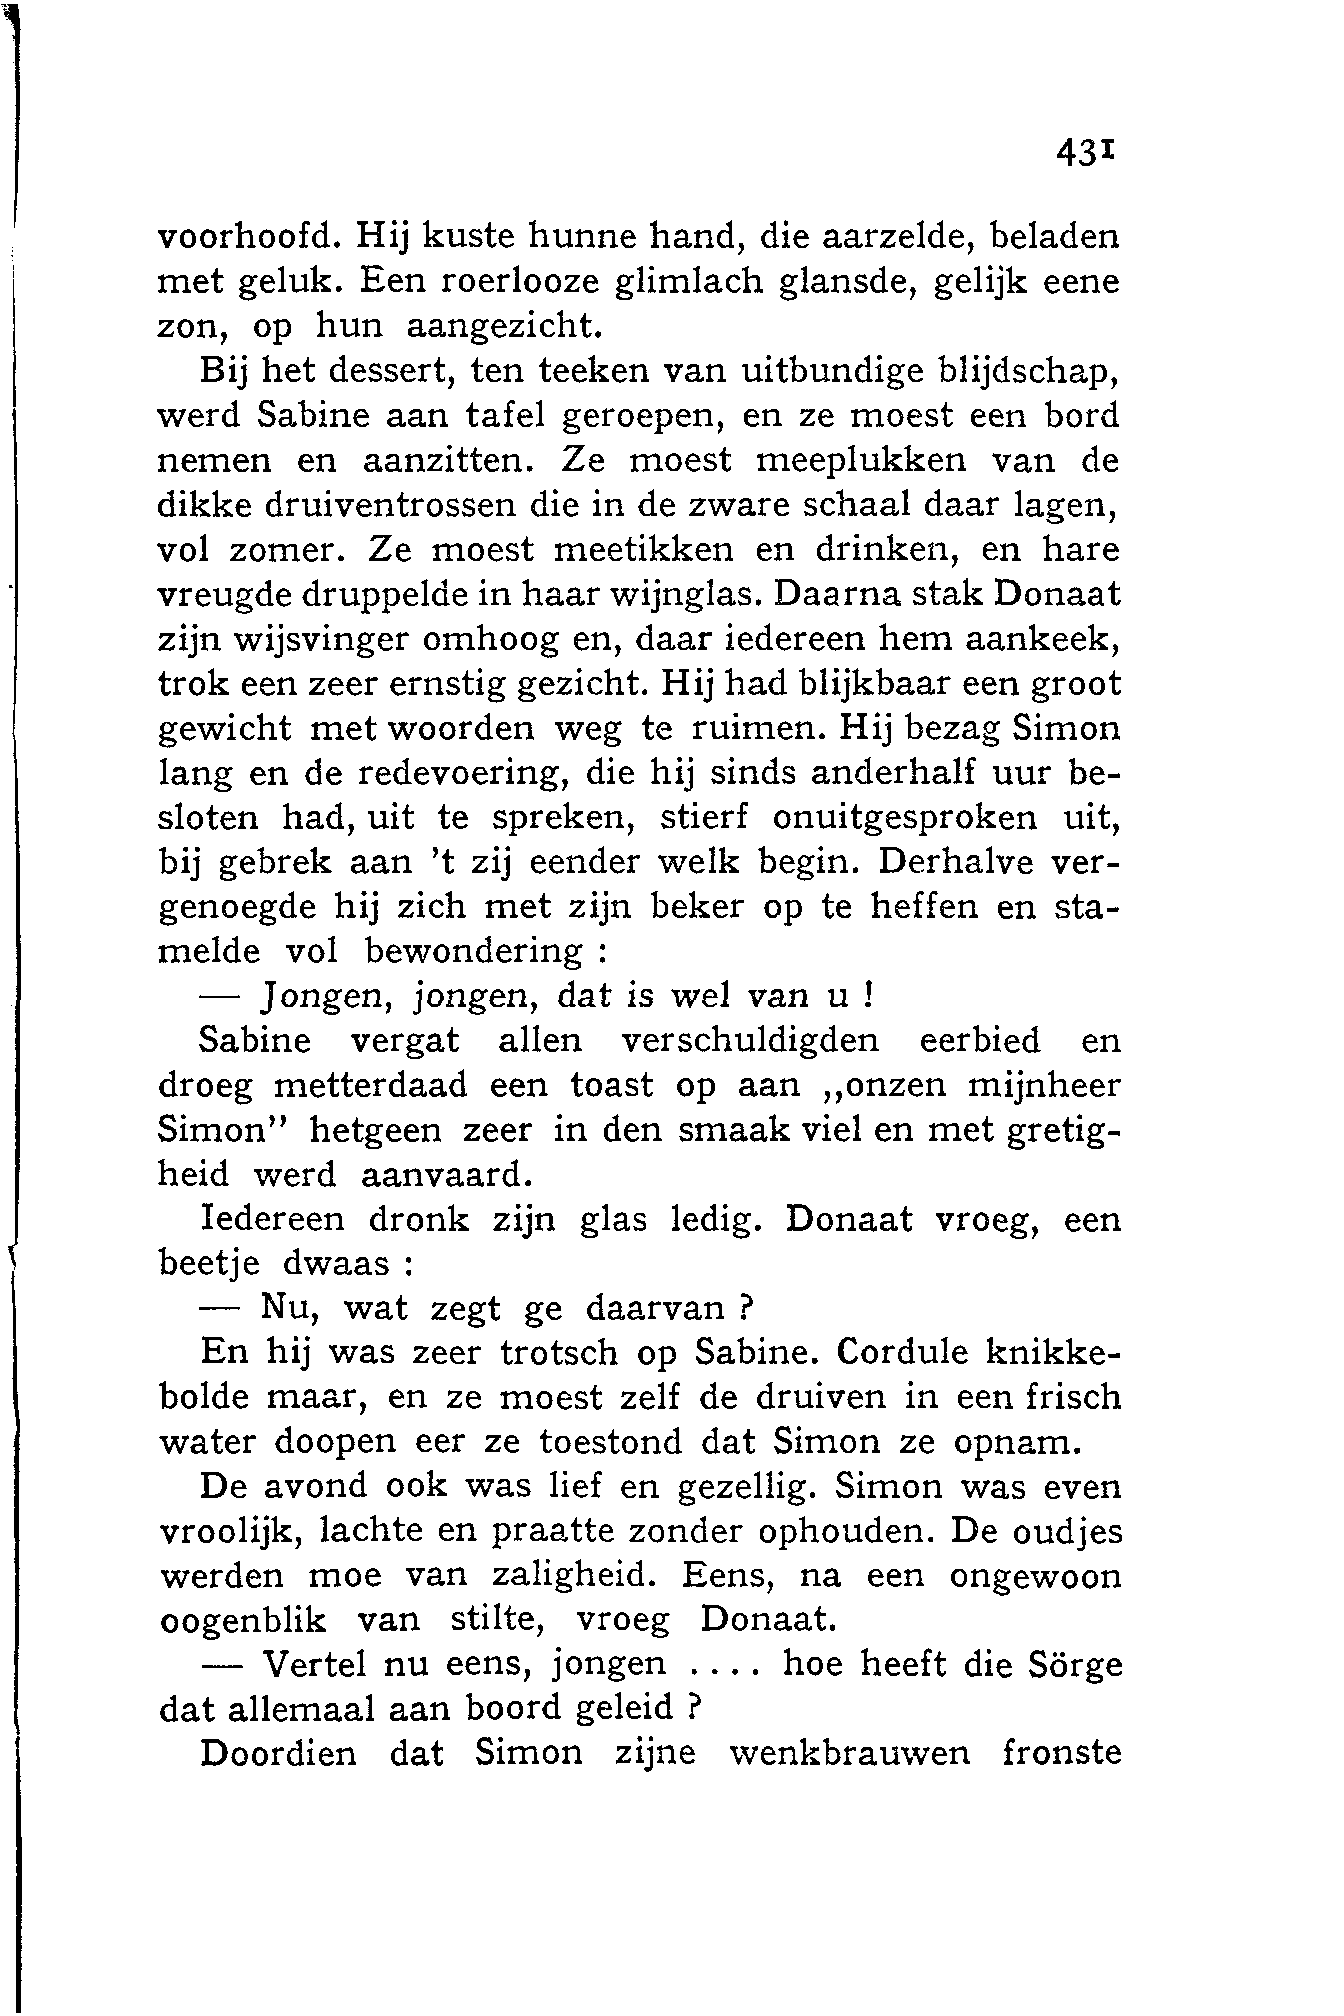 431
voorhoofd. Hij kuste hunne hand, die aarzelde, beladen
met geluk. Een roerlooze glimlach glansde, gelijk eene
zon, op hun aangezicht.
Bij het dessert, ten teeken van uitbundige blijdschap,
werd Sabine aan tafel geroepen, en ze moest een bord
nemen en aanzitten. Ze moest meeplukken van de
dikke druiventrossen die in de zware schaal daar lagen,
vol zomer. Ze moest meetikken en drinken, en hare
vreugde druppelde in haar wijnglas. Daarna stak Donaat
zijn wijsvinger omhoog en, daar iedereen hem aankeek,
trok een zeer ernstig gezicht. Hij had blijkbaar een groot
gewicht met woorden weg te ruimen. Hij bezag Simon
lang en de redevoering, die hij sinds anderhalf uur be-
sloten had, uit te spreken, stierf onuitgesproken uit,
bij gebrek aan 't zij eender welk begin. Derhalve ver-
genoegde hij zich met zijn beker op te heffen en sta-
melde vol bewondering :
— Jongen, jongen, dat is wel van u !
Sabine vergat allen verschuldigden eerbied en
droeg metterdaad een toast op aan ,,onzen mijnheer
Simon" hetgeen zeer in den smaak viel en met gretig-
heid werd aanvaard.
Iedereen dronk zijn glas ledig. Donaat vroeg, een
beetje dwaas :
— Nu, wat zegt ge daarvan ?
En hij was zeer trotsch op Sabine. Cordule knikke-
bolde maar, en ze moest zelf de druiven in een frisch
water doopen eer ze toestond dat Simon ze opnam.
De avond ook was lief en gezellig. Simon was even
vroolijk, lachte en praatte zonder ophouden. De oudjes
werden moe van zaligheid. Eens, na een ongewoon
oogenblik van stilte, vroeg Donaat.
— Vertel nu eens, jongen .... hoe heeft die Sörge
dat allemaal aan boord geleid ?
Doordien dat Simon zijne wenkbrauwen fronste